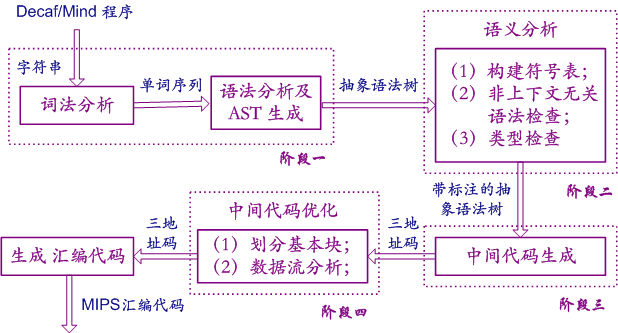 Decaf/Mind 程序
字符串
词法分析
单词序列
语法分析及
AST 生成
阶段一
抽象语法树
语义分析
（1）构建符号表；
（2）非上下文无关
语法检查；
（3）类型检查
阶段二
带标注的抽
象语法树
中间代码生成
阶段三
三地
址码
中间代码优化
（1）划分基本块；
（2）数据流分析；
阶段四
三地
址码
生成 汇编代码
MIPS汇编代码